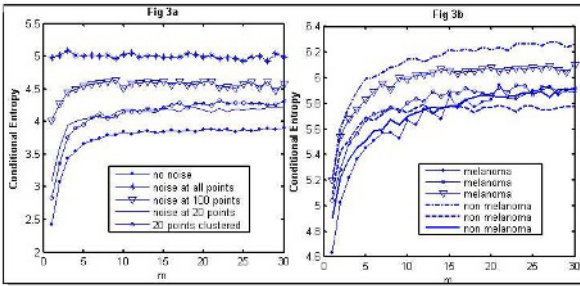 Fig 3a
Conditional Entropy
5.5
5
4.5
4
3.5
3
2.5
2
no noise
noise at all points
noise at 100 points
noise at 20 points
20 points clustered
0
5
10
15
20
25
30
m
Fig 3b
Conditional Entropy
6.4
6.2
6
5.8
5.6
5.4
5.2
5
4.8
4.6
melanoma
melanoma
melanoma
non melanoma
non melanoma
non melanoma
0
5
10
15
20
25
30
m